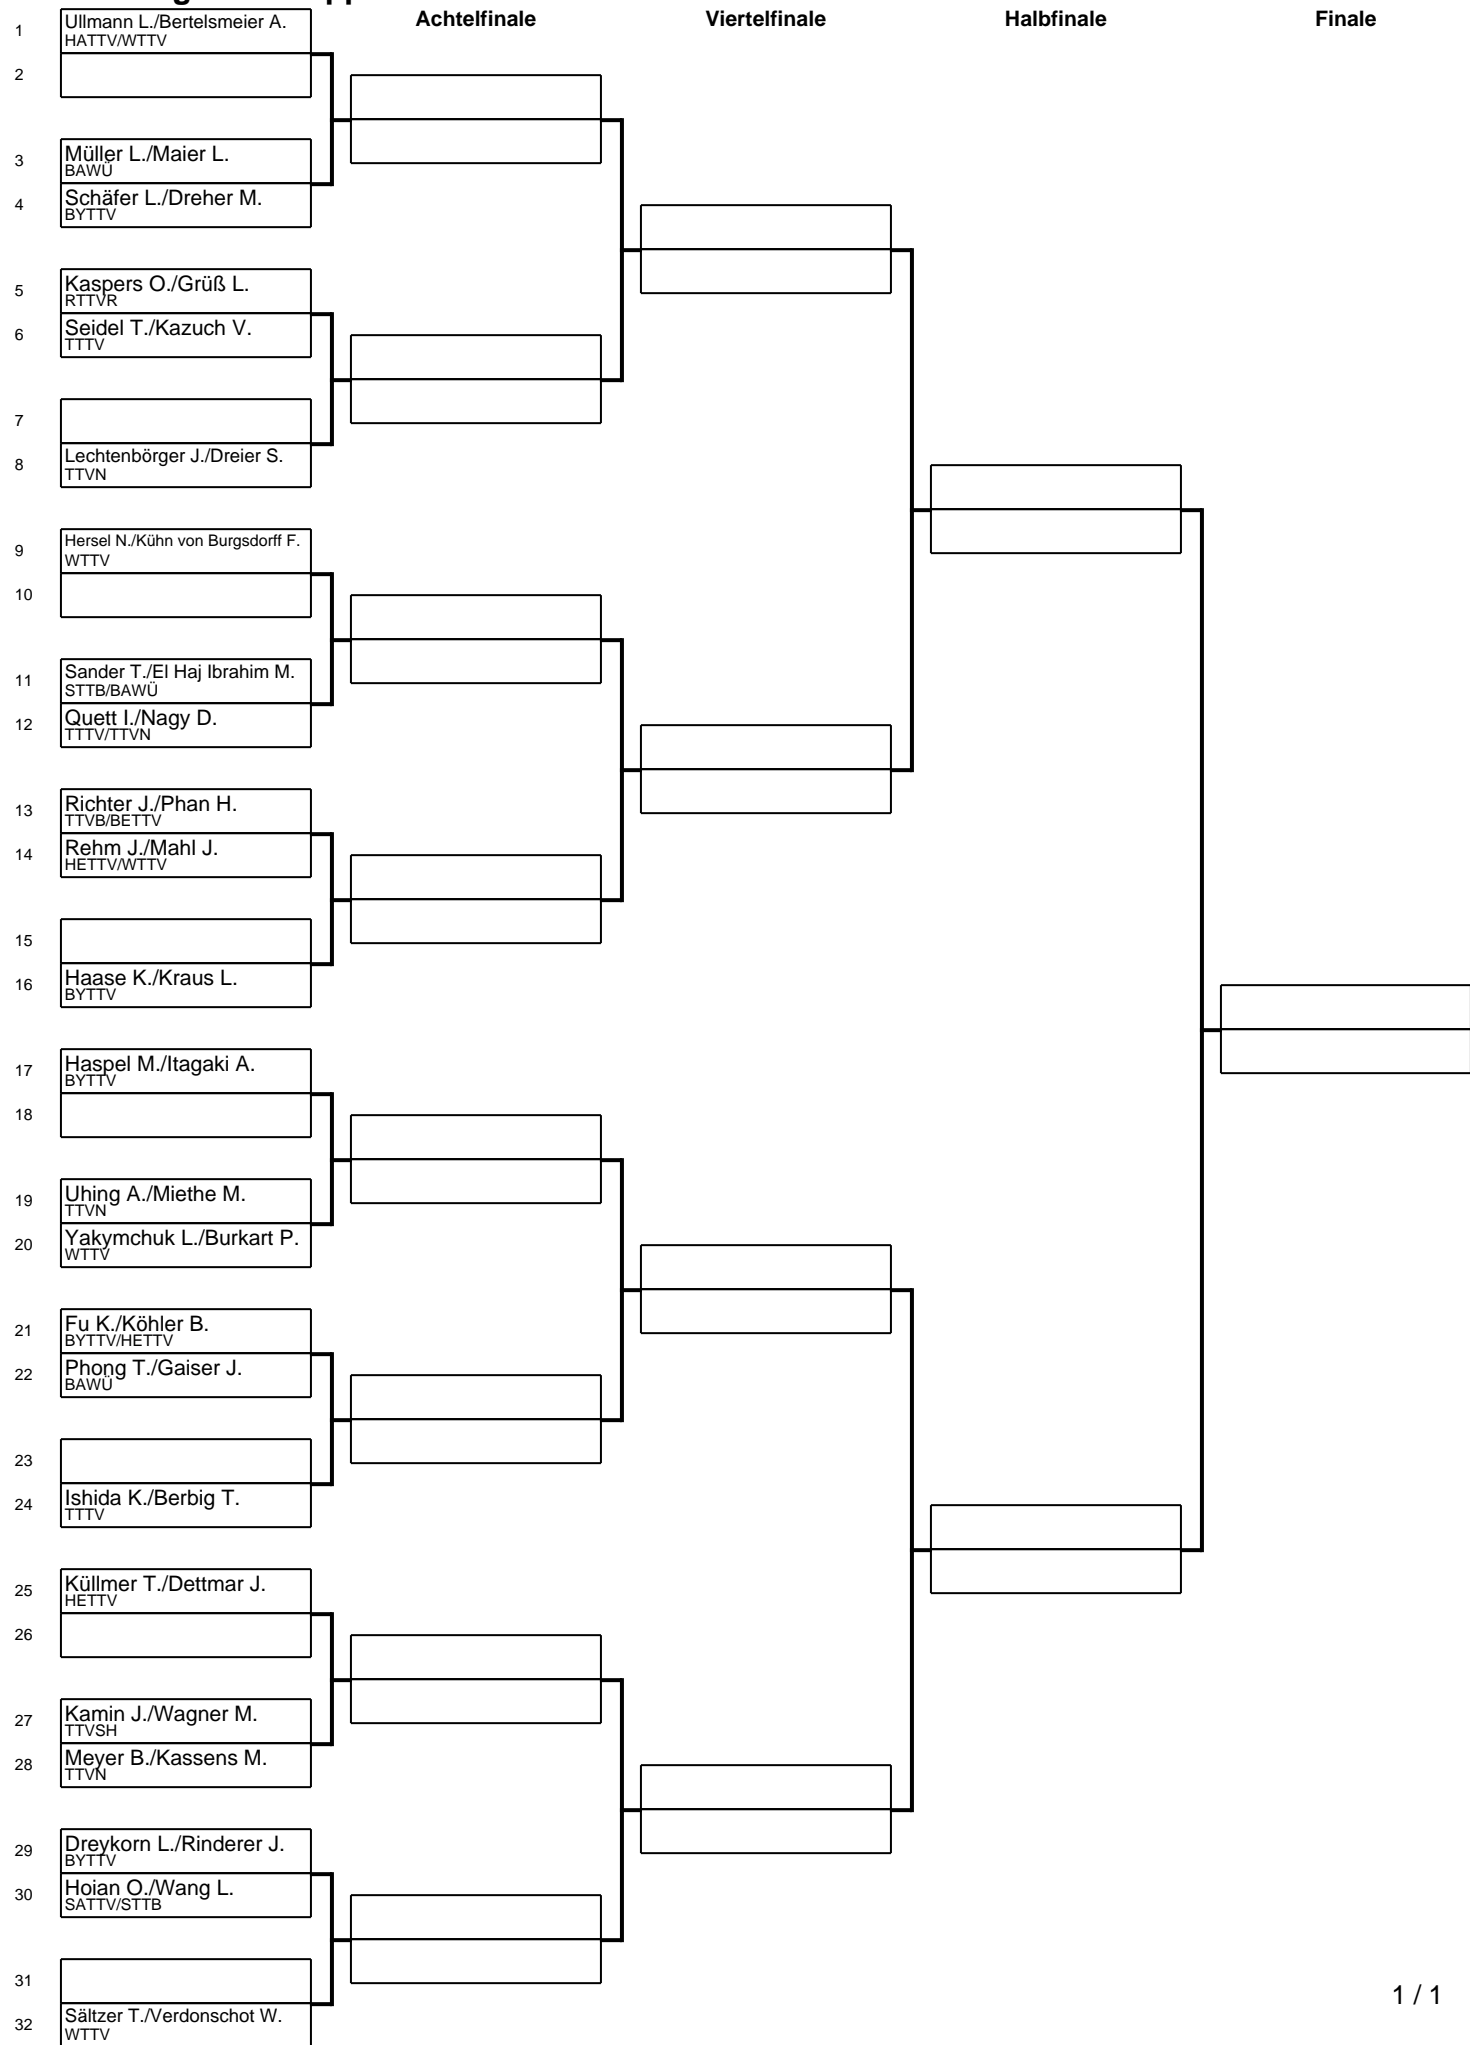 Achtelfinale Viertelfinale Halbfinale Finale
1 Ullmann L./Bertelsmeier A.
HATTV/WTTV
2
3 Müller L./Maier L.
BAWÜ
4 Schäfer L./Dreher M.
BYTTV
5 Kaspers O./Grüß L.
RTTVR
6 Seidel T./Kazuch V.
TTTV
7
8 Lechtenbörger J./Dreier S.
TTVN
9 Hersel N./Kühn von Burgsdorff F.
WTTV
10
11 Sander T./El Haj Ibrahim M.
STTB/BAWÜ
12 Quett I./Nagy D.
TTTV/TTVN
13 Richter J./Phan H.
TTVB/BETTV
14 Rehm J./Mahl J.
HETTV/WTTV
15
16 Haase K./Kraus L.
BYTTV
17 Haspel M./Itagaki A.
BYTTV
18
19 Uhing A./Miethe M.
TTVN
20 Yakymchuk L./Burkart P.
WTTV
21 Fu K./Köhler B.
BYTTV/HETTV
22 Phong T./Gaiser J.
BAWÜ
23
24 Ishida K./Berbig T.
TTTV
25 Küllmer T./Dettmar J.
HETTV
26
27 Kamin J./Wagner M.
TTVSH
28 Meyer B./Kassens M.
TTVN
29 Dreykorn L./Rinderer J.
BYTTV
30 Hoian O./Wang L.
SATTV/STTB
31
32 Sältzer T./Verdonschot W.
WTTV
1 / 1